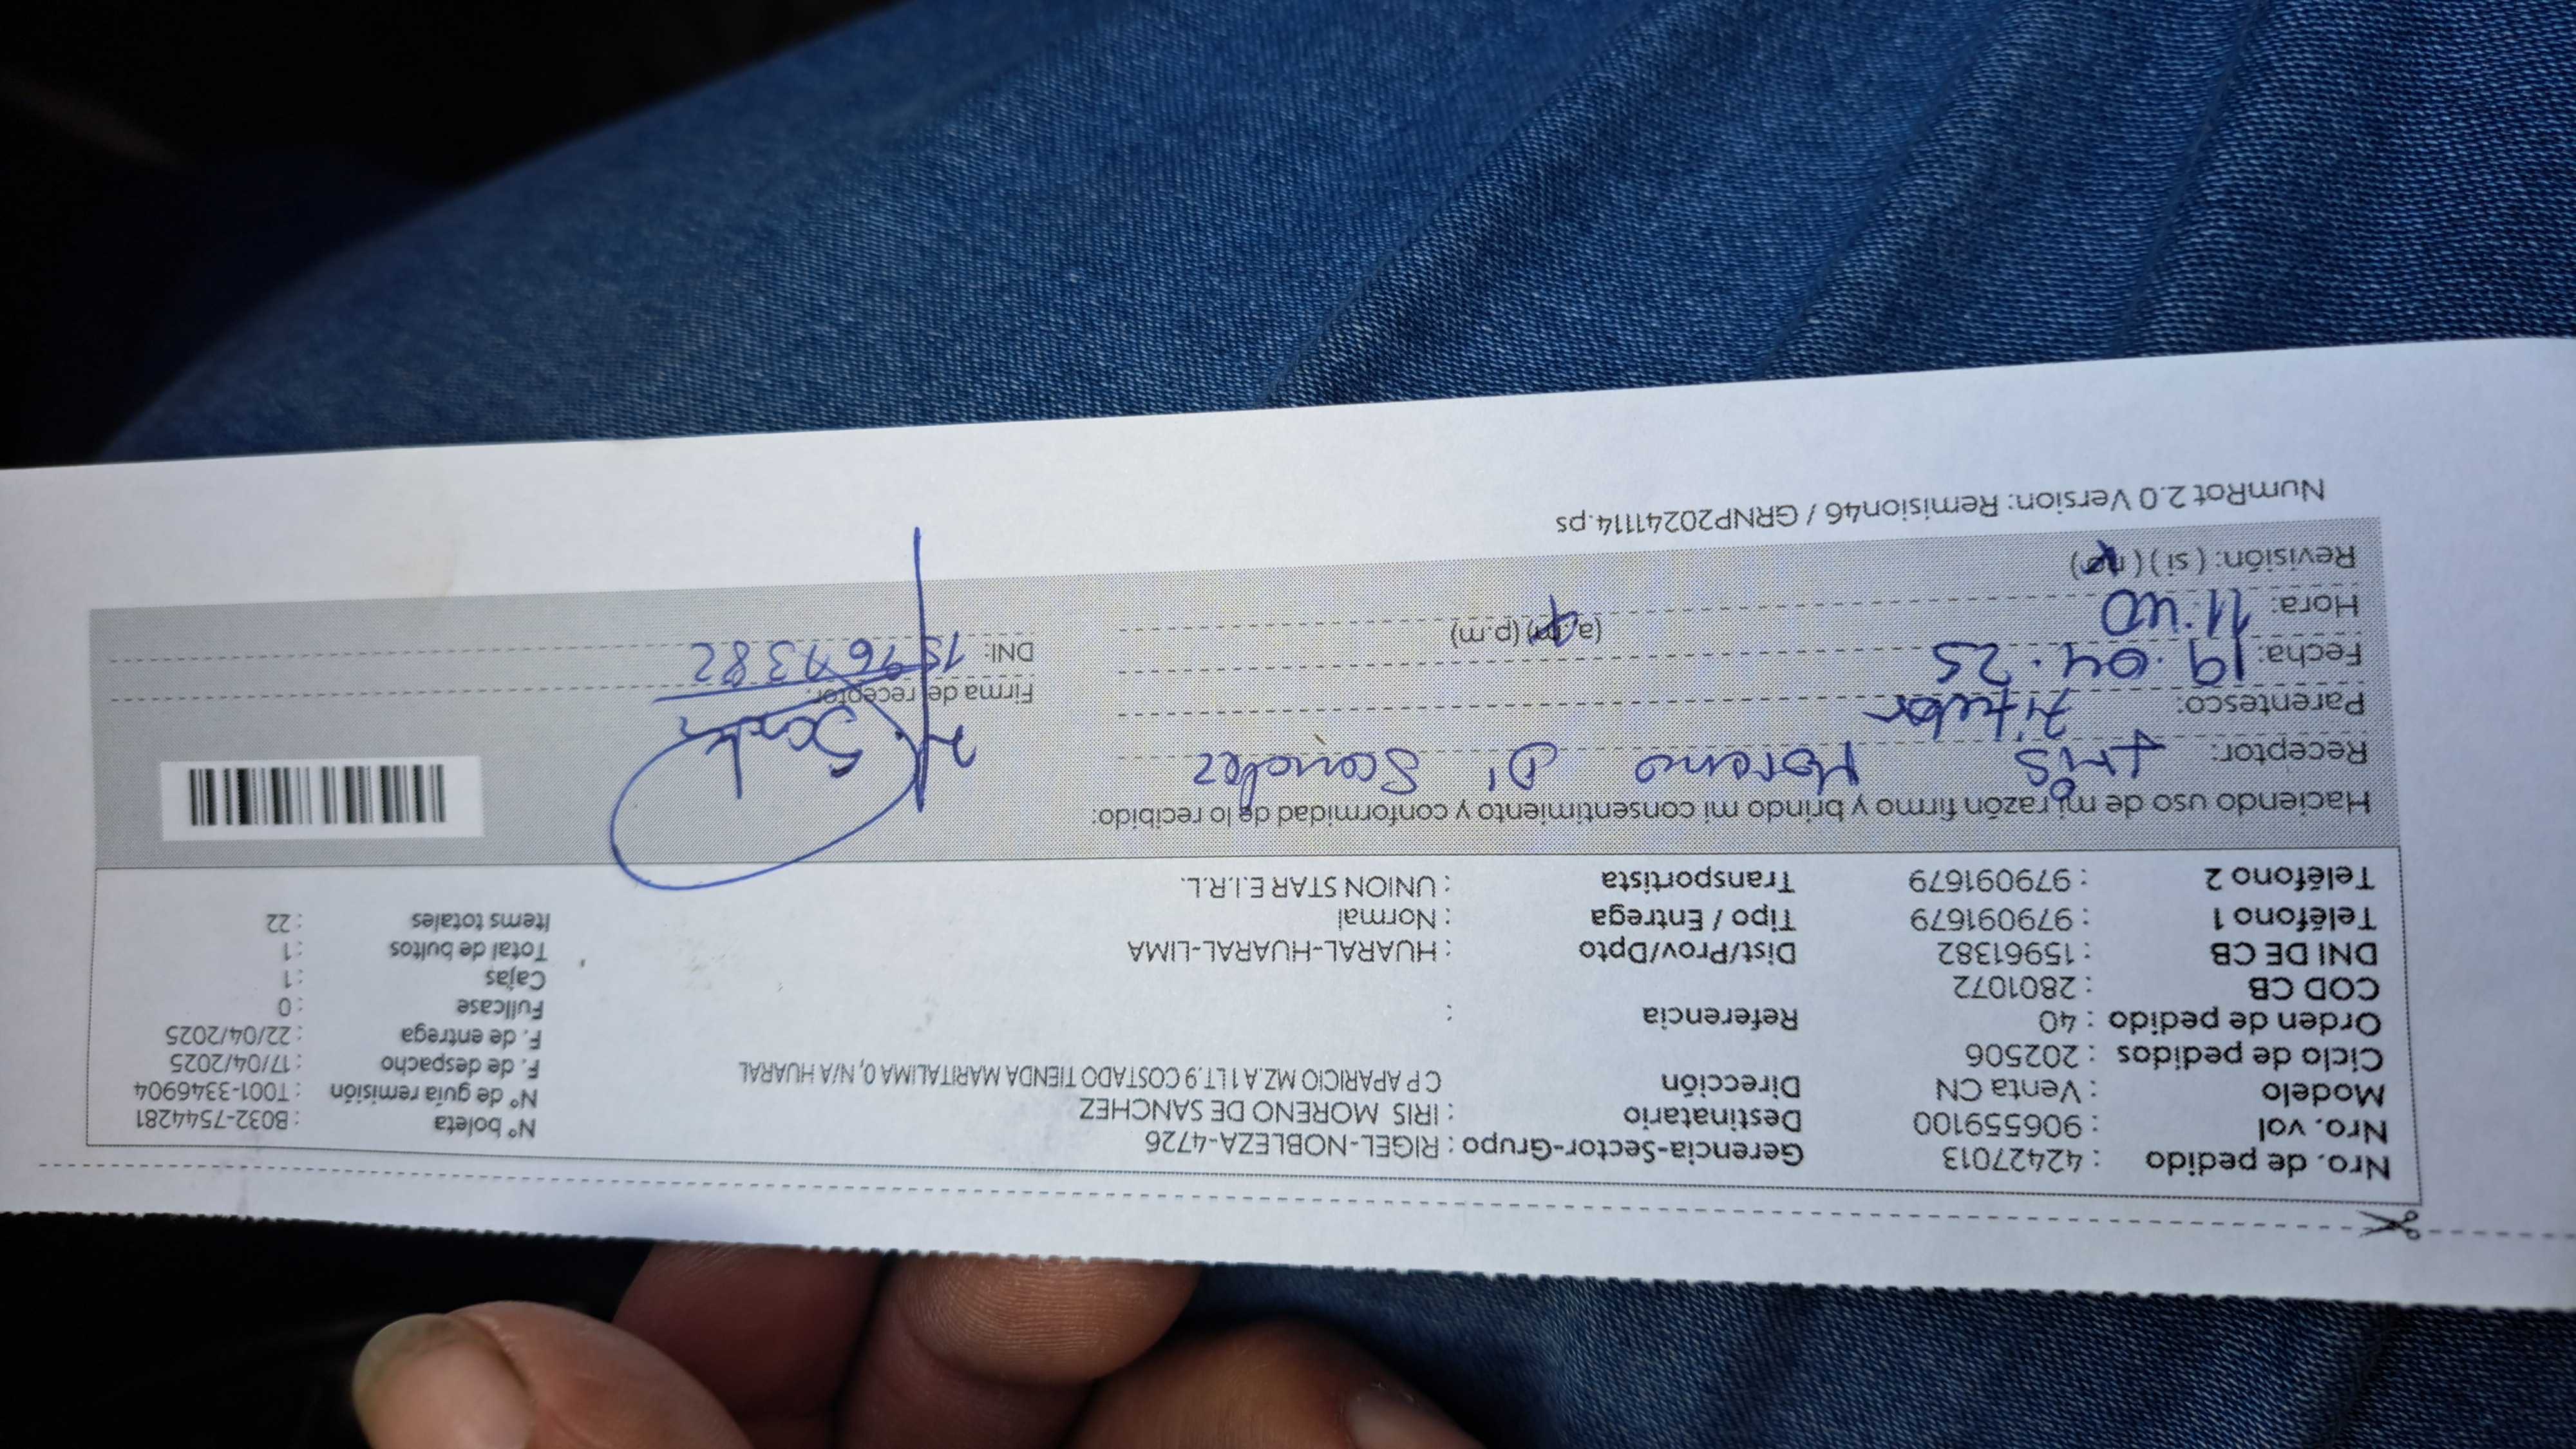 Nro. de pedido : 42427013
Nro. vol : 906559100
Modelo : Venta CN
Ciclo de pedidos : 202506
Orden de pedido : 40
COD CB : 2801072
DNI DE CB : 15961382
Teléfono 1 : 979091679
Teléfono 2 : 979091679
Gerencia-Sector-Grupo : RIGEL-NOBLEZA-4726
Destinatario : IRIS MORENO DE SANCHEZ
Dirección C P APARICIO MZ.A 1 LT.9 COSTADO TIENDA MARITALIMA 0, N/A HUARAL
Referencia :
Dist/Prov/Dpto : HUARAL-HUARAL-LIMA
Tipo / Entrega : Normal
Transportista : UNION STAR E.I.R.L.
N° boleta : B032-7544281
N° de guía remisión : T001-3346904
F. de despacho : 17/04/2025
F. de entrega : 22/04/2025
Fullcase : 0
Cajas : 1
Total de bultos : 1
Items totales : 22
Haciendo uso de mi razón firmo y brindo mi consentimiento y conformidad de lo recibido:
Receptor: Iris Moreno D' Sanchez
Parentesco: Titular
Fecha: 19.04.25
Hora: 11:40 (a.m) (p.m)
Revisión: ( si ) ( no )
Firma de receptor:
DNI: 15961382
NumRot 2.0 Version: Remision46 / GRNP20241114.ps